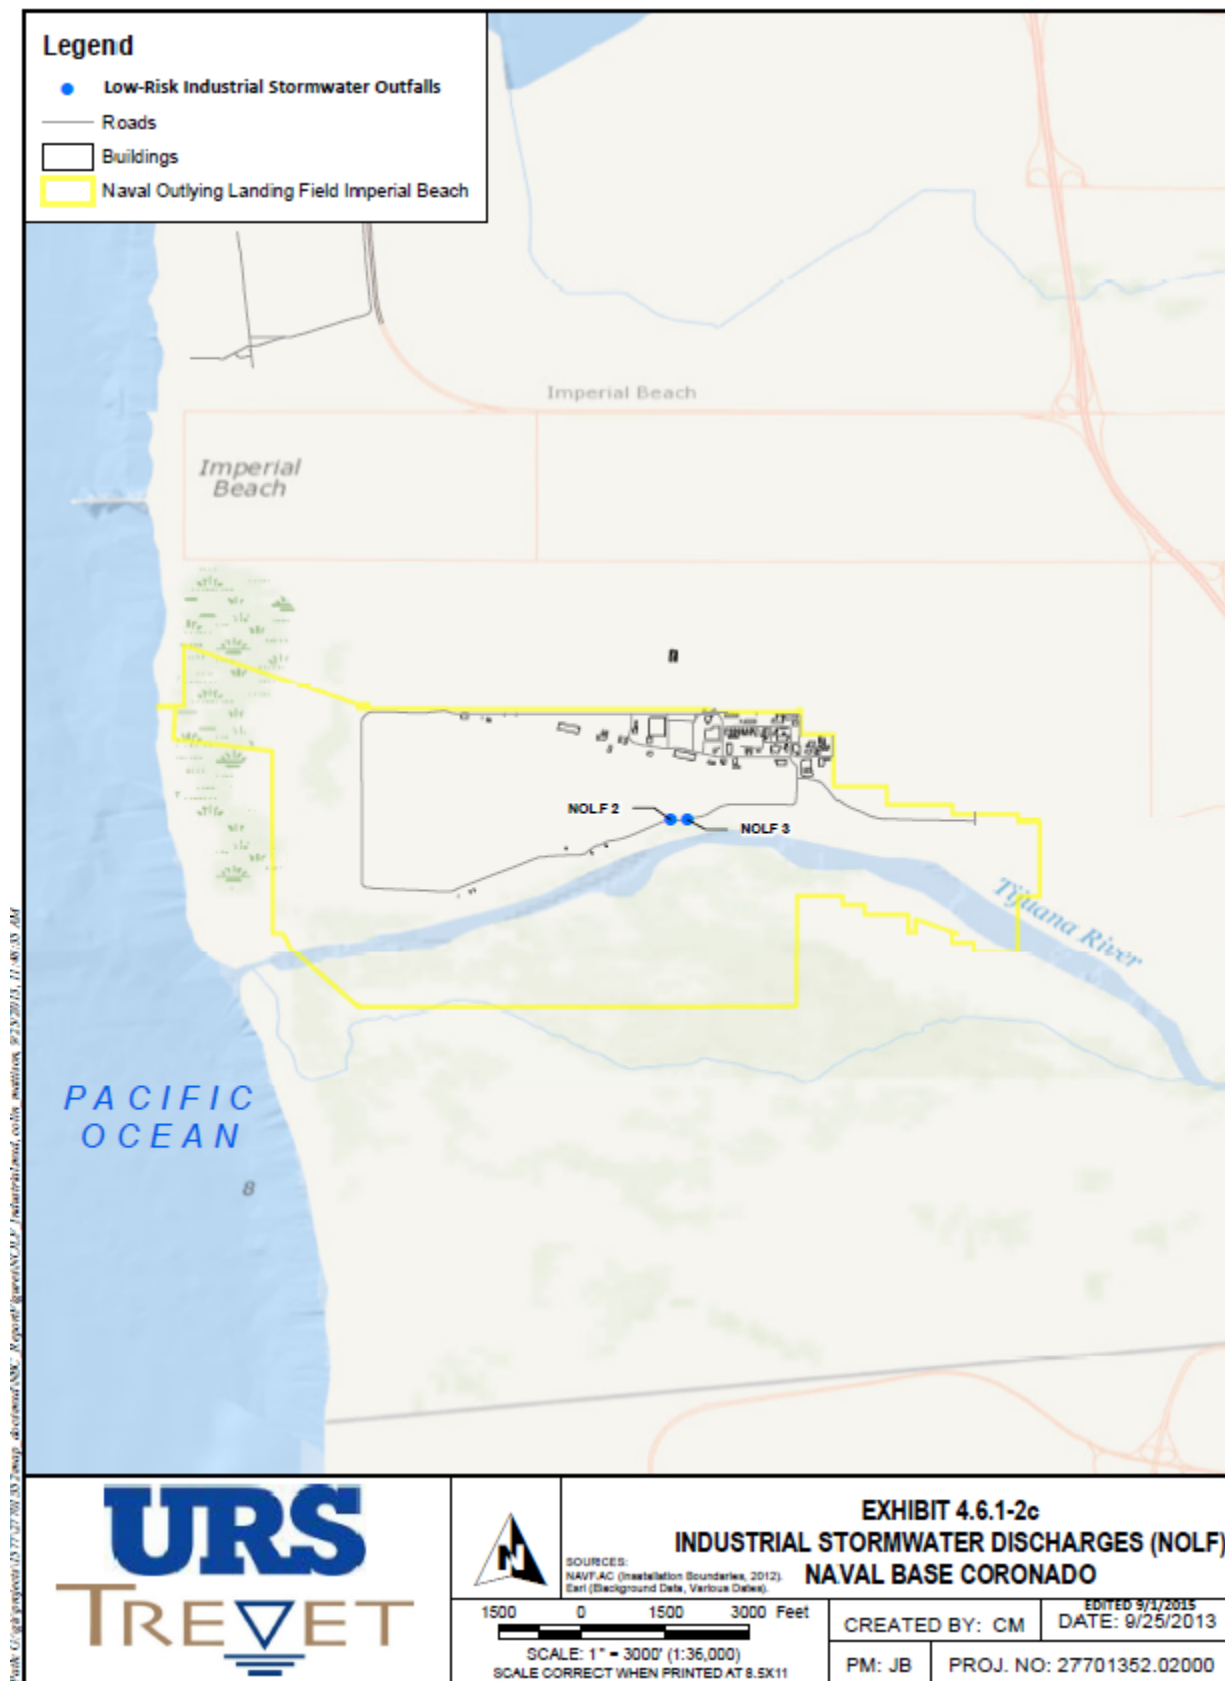 Legend
Low-Risk Industrial Stormwater Outfalls
Roads
Buildings
Naval Outlying Landing Field Imperial Beach
Imperial Beach
Imperial
Beach
NOLF 2
NOLF 3
Tijuana River
PACIFIC
OCEAN
8
URS
TREVET
N
SOURCES:
NAVFAC (Installation Boundaries, 2012).
Esri (Background Data, Various Dates).
EXHIBIT 4.6.1-2c
INDUSTRIAL STORMWATER DISCHARGES (NOLF)
NAVAL BASE CORONADO
1500 0 1500 3000 Feet
SCALE: 1" = 3000' (1:36,000)
SCALE CORRECT WHEN PRINTED AT 8.5X11
CREATED BY: CM
EDITED 9/1/2015
DATE: 9/25/2013
PM: JB
PROJ. NO: 27701352.02000